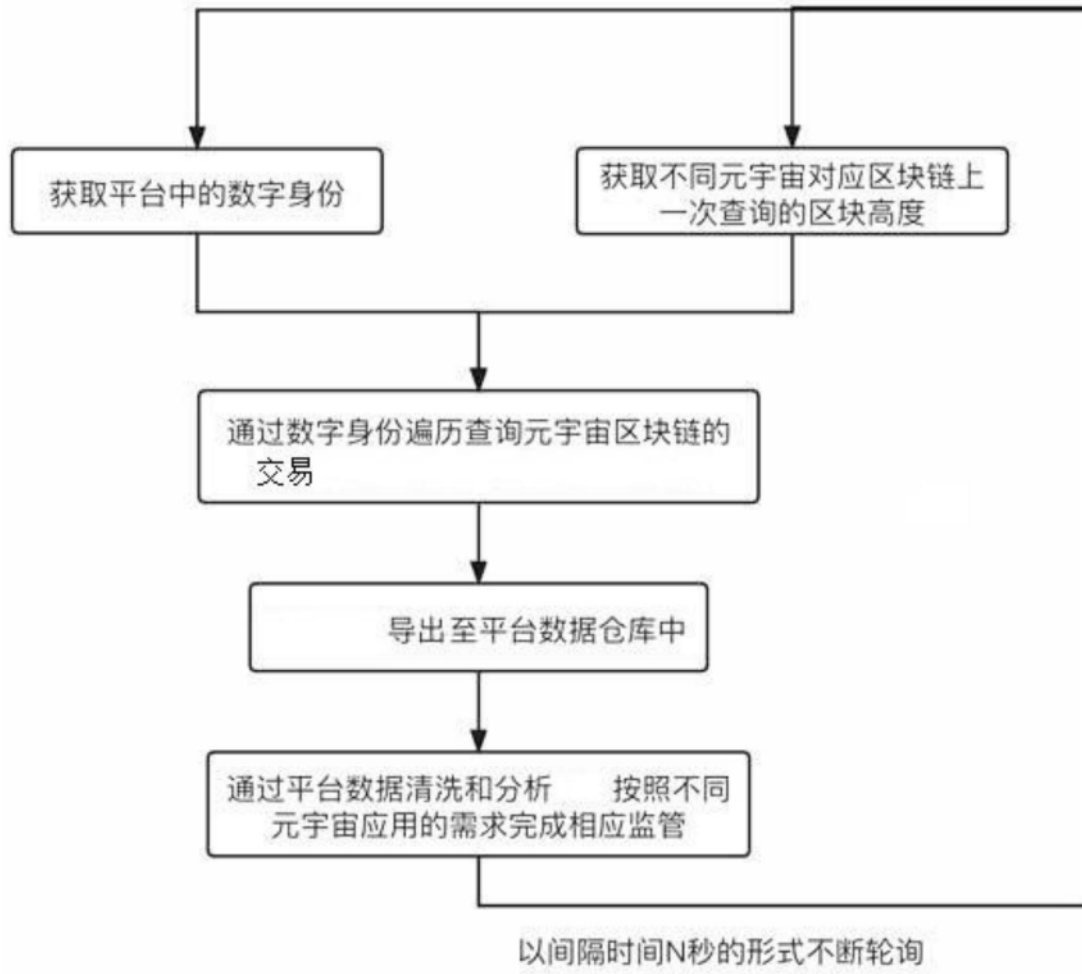 获取平台中的数字身份
获取不同元宇宙对应区块链上
一次查询的区块高度
通过数字身份遍历查询元宇宙区块链的
交易
导出至平台数据仓库中
通过平台数据清洗和分析 按照不同
元宇宙应用的需求完成相应监管
以间隔时间N秒的形式不断轮询